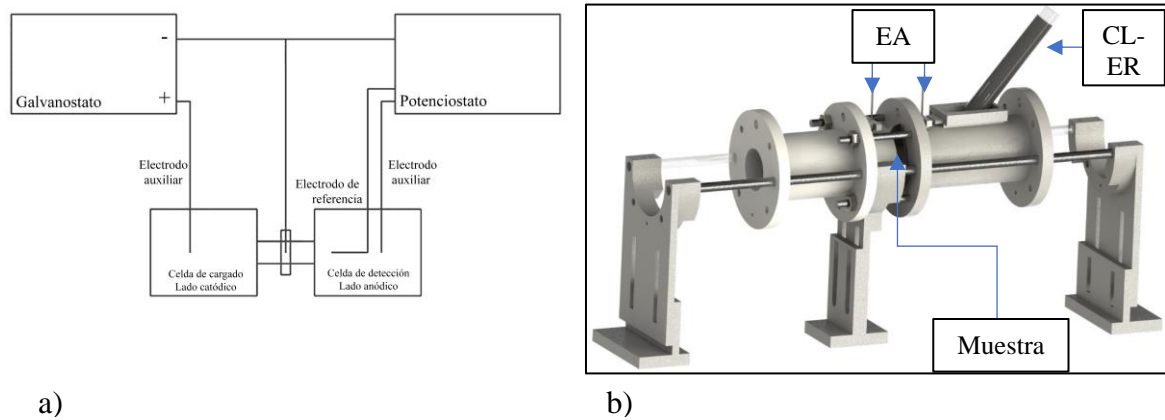 -
Galvanostato
+
Potenciostato
Electrodo
auxiliar
Electrodo de
referencia
Electrodo
auxiliar
Celda de cargado
Lado catódico
Celda de detección
Lado anódico
a)
EA
CL-
ER
Muestra
b)